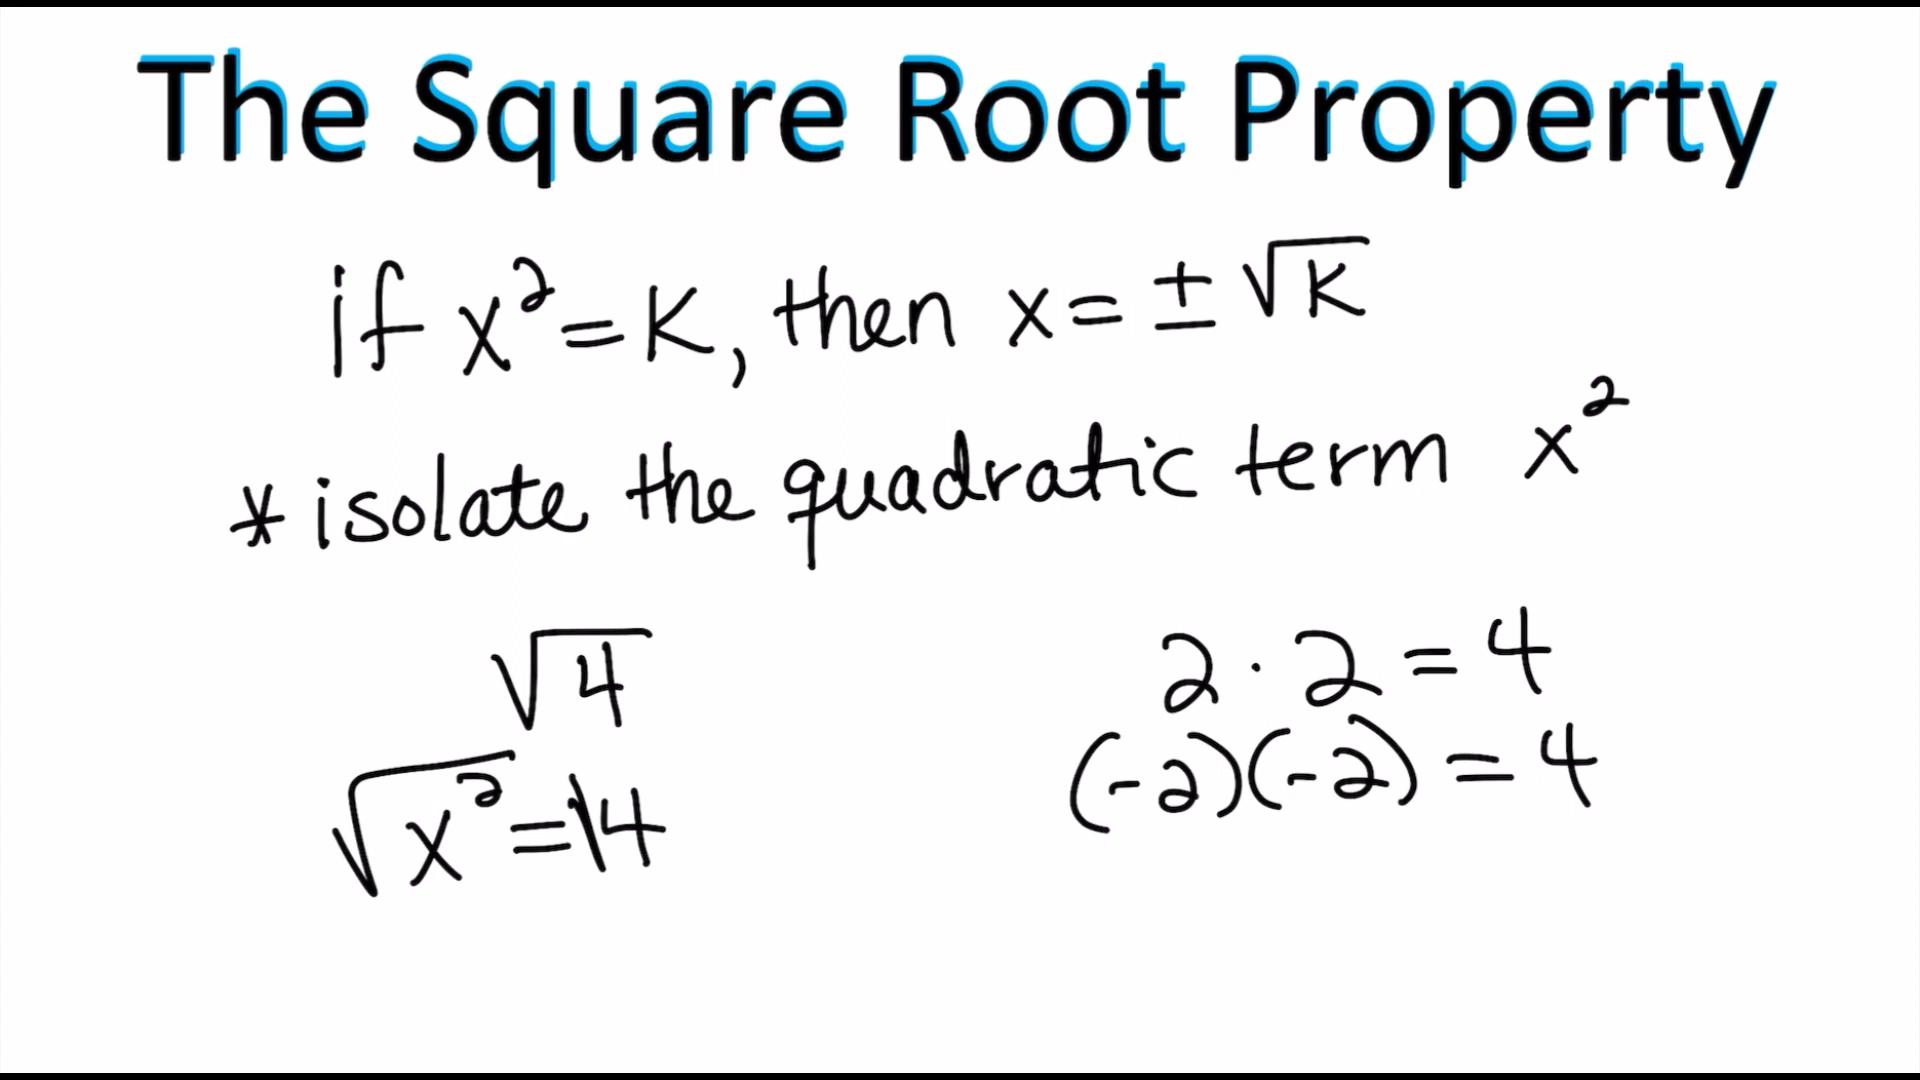 The Square Root Property
if x² = K, then x = ± √K
* isolate the quadratic term x²
√4
2 · 2 = 4
√x² = \4
(-2)(-2) = 4